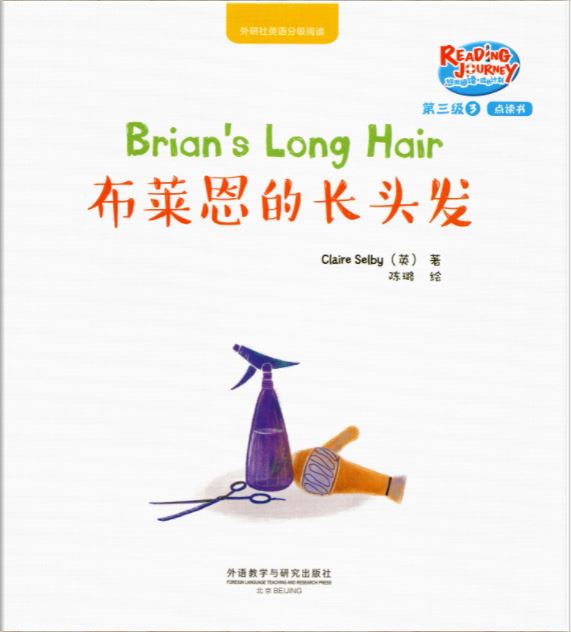 外研社英语分级阅读
READING
JOURNEY
第三级3 点读书
Brian's Long Hair
布莱恩的长头发
Claire Selby（英） 著
陈璐 绘
外语教学与研究出版社
FOREIGN LANGUAGE TEACHING AND RESEARCH PRESS
北京 BEIJING